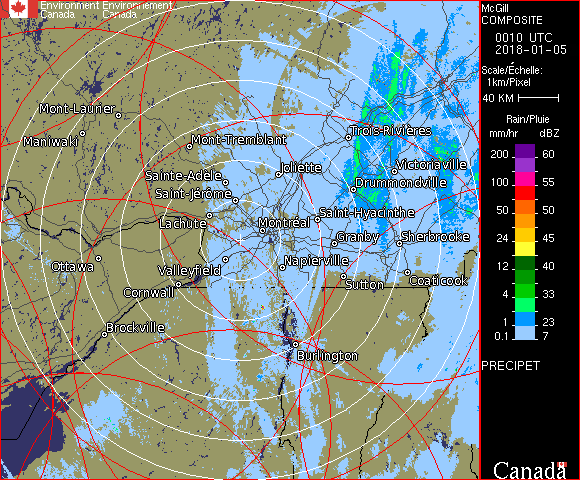 Environment Environnement
Canada Canada
McGill
COMPOSITE
0010 UTC
2018-01-05
Scale/Échelle:
1km/Pixel
40 KM
Rain/Pluie
mm/hr dBZ
200 60
100 55
50 50
24 45
12 40
8 33
4 33
1 23
0.1 7
PRECIPET
Canada
Mont-Laurier
Maniwaki
Mont-Tremblant
Trois-Rivières
Joliette
Victoriaville
Sainte-Adèle
Drummondville
Saint-Jérôme
Saint-Hyacinthe
Lachute
Montréal
Granby
Sherbrooke
Ottawa
Valleyfield
Napierville
Coaticook
Sutton
Cornwall
Brockville
Burlington